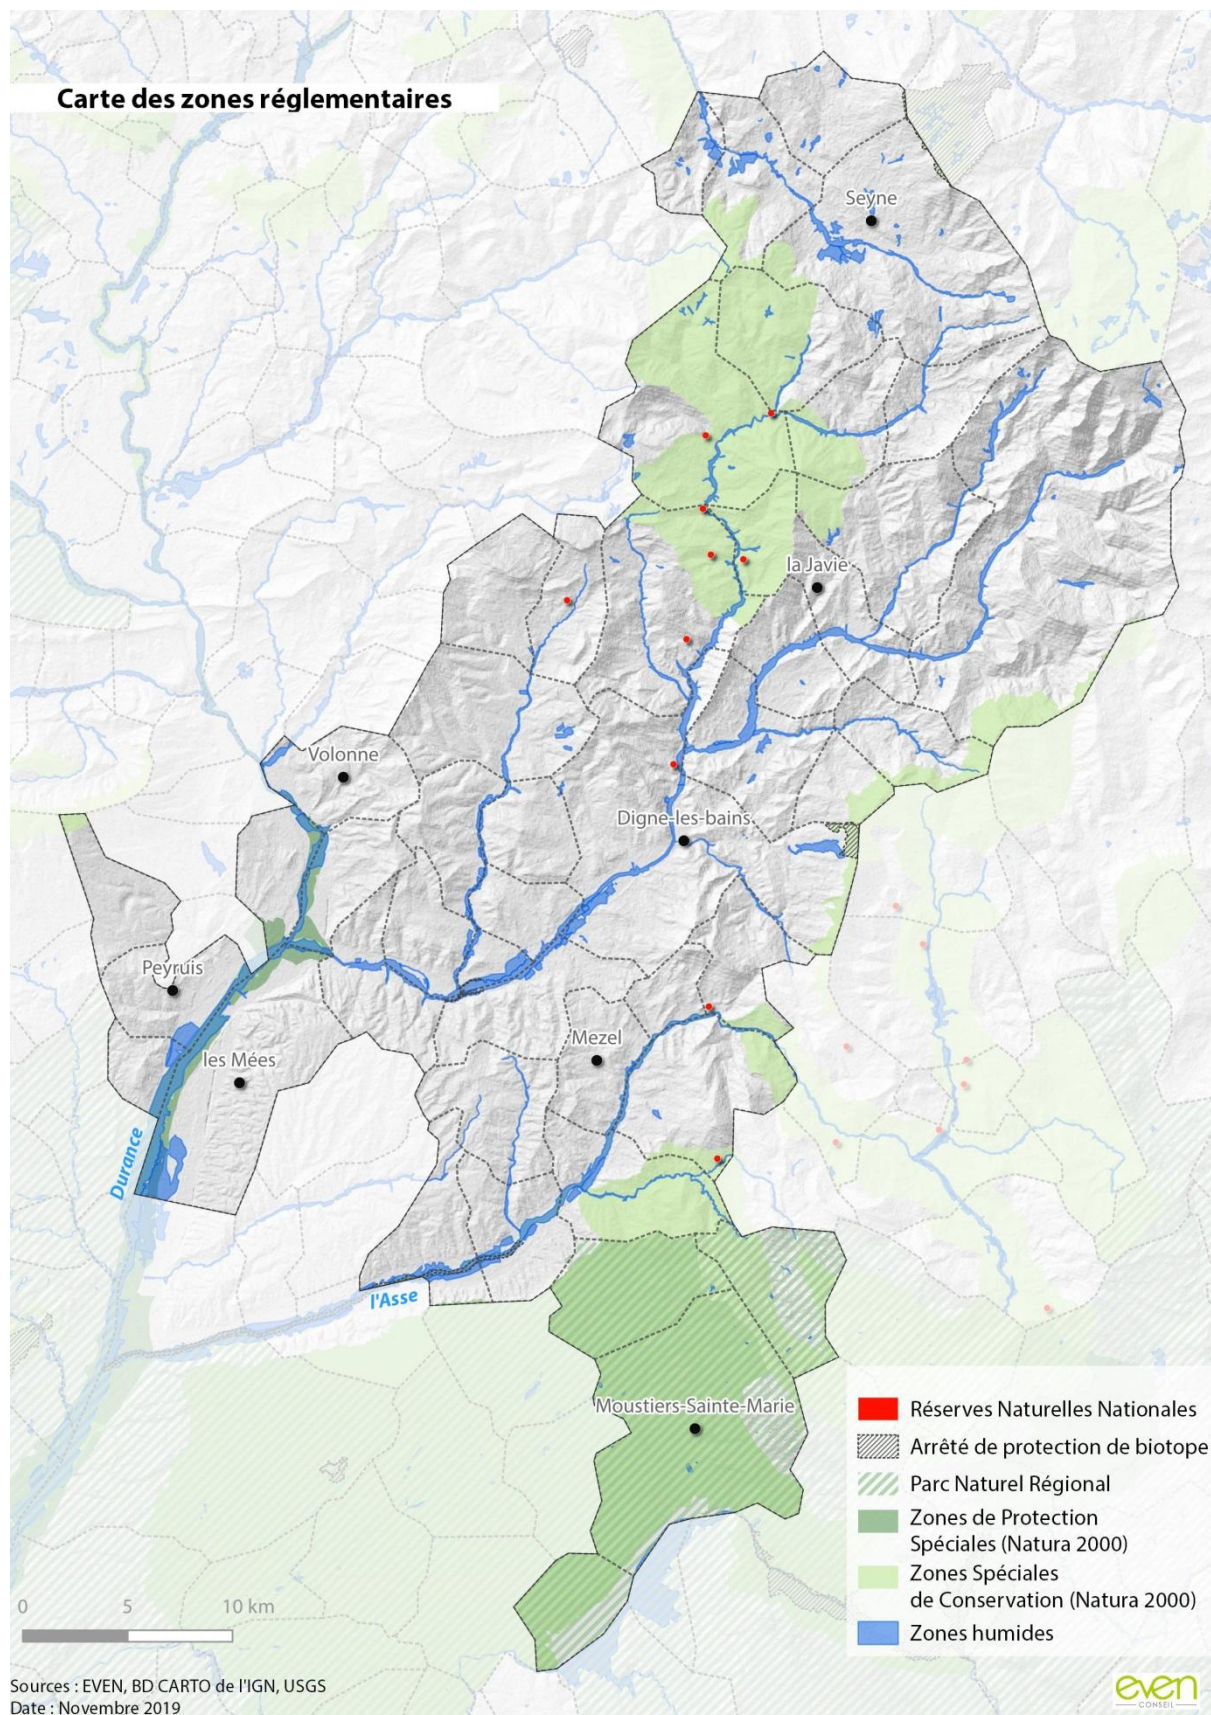 Carte des zones réglementaires
Seyne
la Javie
Volonne
Digne-les-bains
Peyruis
Mezel
les Mées
Durance
l'Asse
Moustiers-Sainte-Marie
Réserves Naturelles Nationales
Arrêté de protection de biotope
Parc Naturel Régional
Zones de Protection
Spéciales (Natura 2000)
Zones Spéciales
de Conservation (Natura 2000)
Zones humides
0 5 10 km
Sources : EVEN, BD CARTO de l'IGN, USGS
Date : Novembre 2019
even
CONSEIL